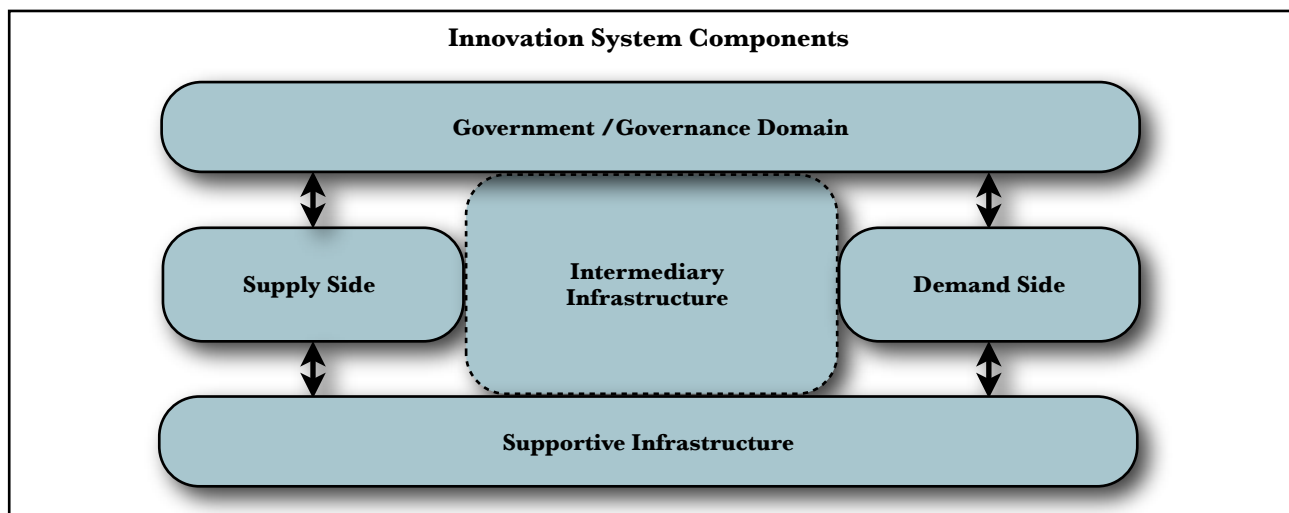 Innovation System Components
Government /Governance Domain
Supply Side
Intermediary
Infrastructure
Demand Side
Supportive Infrastructure